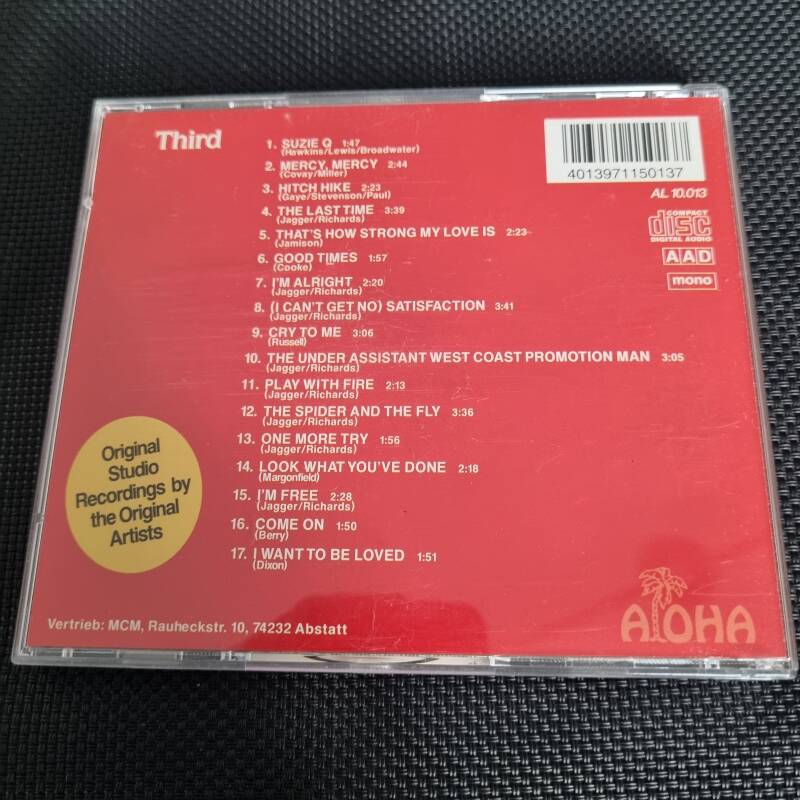 Third
1. SUZIE Q 1:47
(Hawkins/Lewis/Broadwater)
2. MERCY, MERCY 2:44
(Covay/Miller)
3. HITCH HIKE 2:23
(Gaye/Stevenson/Paul)
4. THE LAST TIME 3:39
(Jagger/Richards)
5. THAT'S HOW STRONG MY LOVE IS 2:23
(Jamison)
6. GOOD TIMES 1:57
(Cooke)
7. I'M ALRIGHT 2:20
(Jagger/Richards)
8. (I CAN'T GET NO) SATISFACTION 3:41
(Jagger/Richards)
9. CRY TO ME 3:06
(Russell)
10. THE UNDER ASSISTANT WEST COAST PROMOTION MAN 3:05
(Jagger/Richards)
11. PLAY WITH FIRE 2:13
(Jagger/Richards)
12. THE SPIDER AND THE FLY 3:36
(Jagger/Richards)
13. ONE MORE TRY 1:56
(Jagger/Richards)
14. LOOK WHAT YOU'VE DONE 2:18
(Margonfield)
15. I'M FREE 2:28
(Jagger/Richards)
16. COME ON 1:50
(Berry)
17. I WANT TO BE LOVED 1:51
(Dixon)
4013971150137
AL 10.013
COMPACT
disc
DIGITAL AUDIO
AAD
mono
Original
Studio
Recordings by
the Original
Artists
Vertrieb: MCM, Rauheckstr. 10, 74232 Abstatt
ALOHA